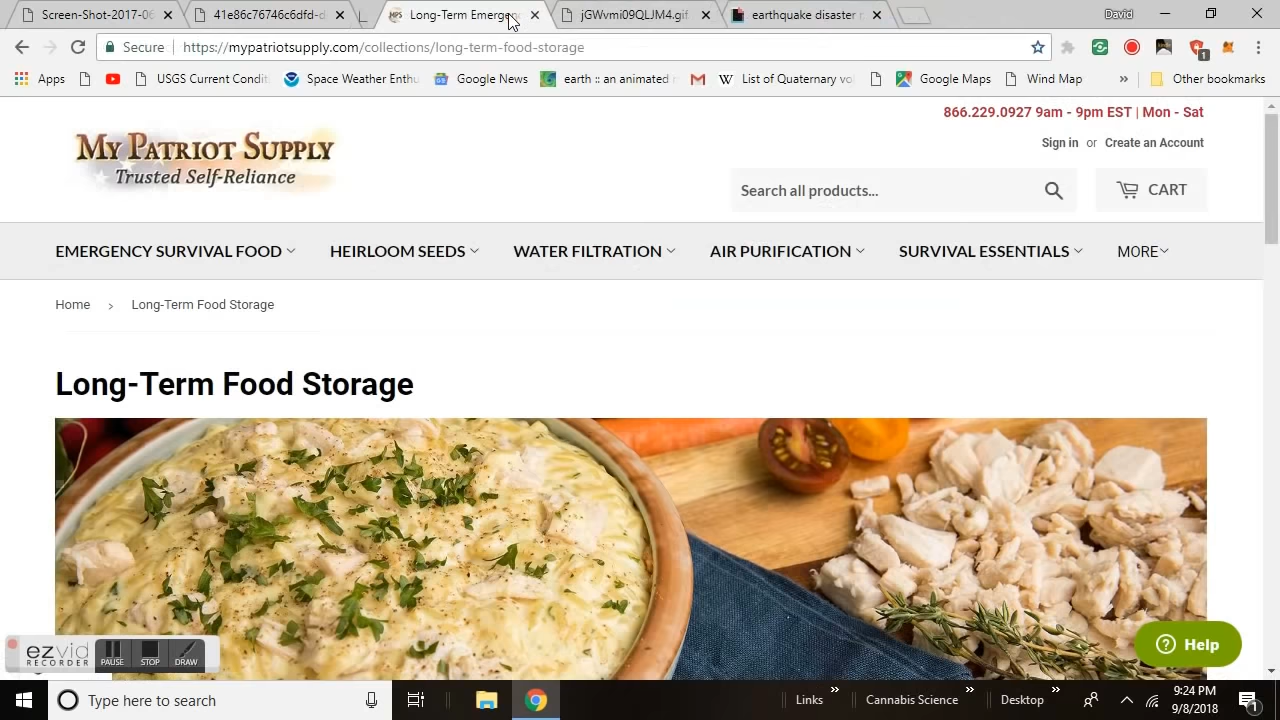 Screen-Shot-2017-06
41e86c76746c6dfd-d
Long-Term Emergen
jGWvmi09QLJM4.gif
earthquake disaster r
David
Secure
https://mypatriotsupply.com/collections/long-term-food-storage
1
Apps
USGS Current Condit
Space Weather Enthu
Google News
earth :: an animated
List of Quaternary vo
Google Maps
Wind Map
»
Other bookmarks
866.229.0927 9am - 9pm EST | Mon - Sat
MY PATRIOT SUPPLY
Trusted Self-Reliance
Sign in or Create an Account
Search all products...
CART
EMERGENCY SURVIVAL FOOD
HEIRLOOM SEEDS
WATER FILTRATION
AIR PURIFICATION
SURVIVAL ESSENTIALS
MORE
Home › Long-Term Food Storage
Long-Term Food Storage
ezvid
RECORDER
PAUSE
STOP
DRAW
Help
Type here to search
Links »
Cannabis Science »
Desktop »
9:24 PM
9/8/2018
1